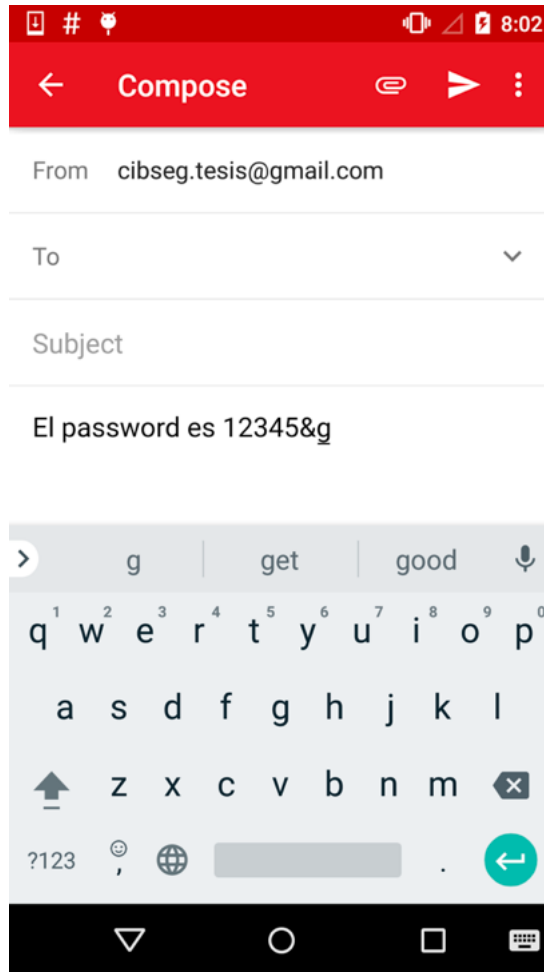 # 8:02
Compose
From cibseg.tesis@gmail.com
To
Subject
El password es 12345&g
g get good
1 2 3 4 5 6 7 8 9 0
q w e r t y u i o p
a s d f g h j k l
z x c v b n m
?123 , .